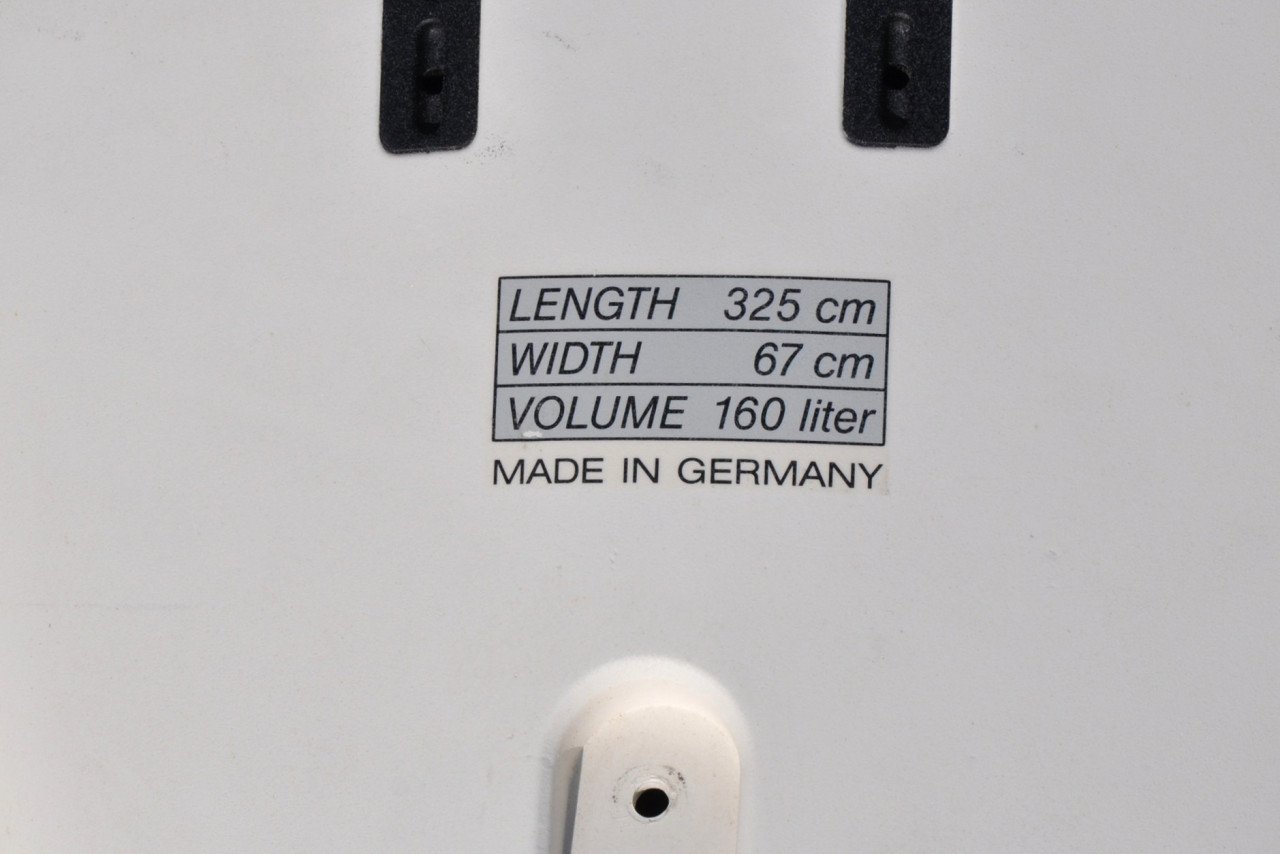 LENGTH 325 cm
WIDTH 67 cm
VOLUME 160 liter
MADE IN GERMANY